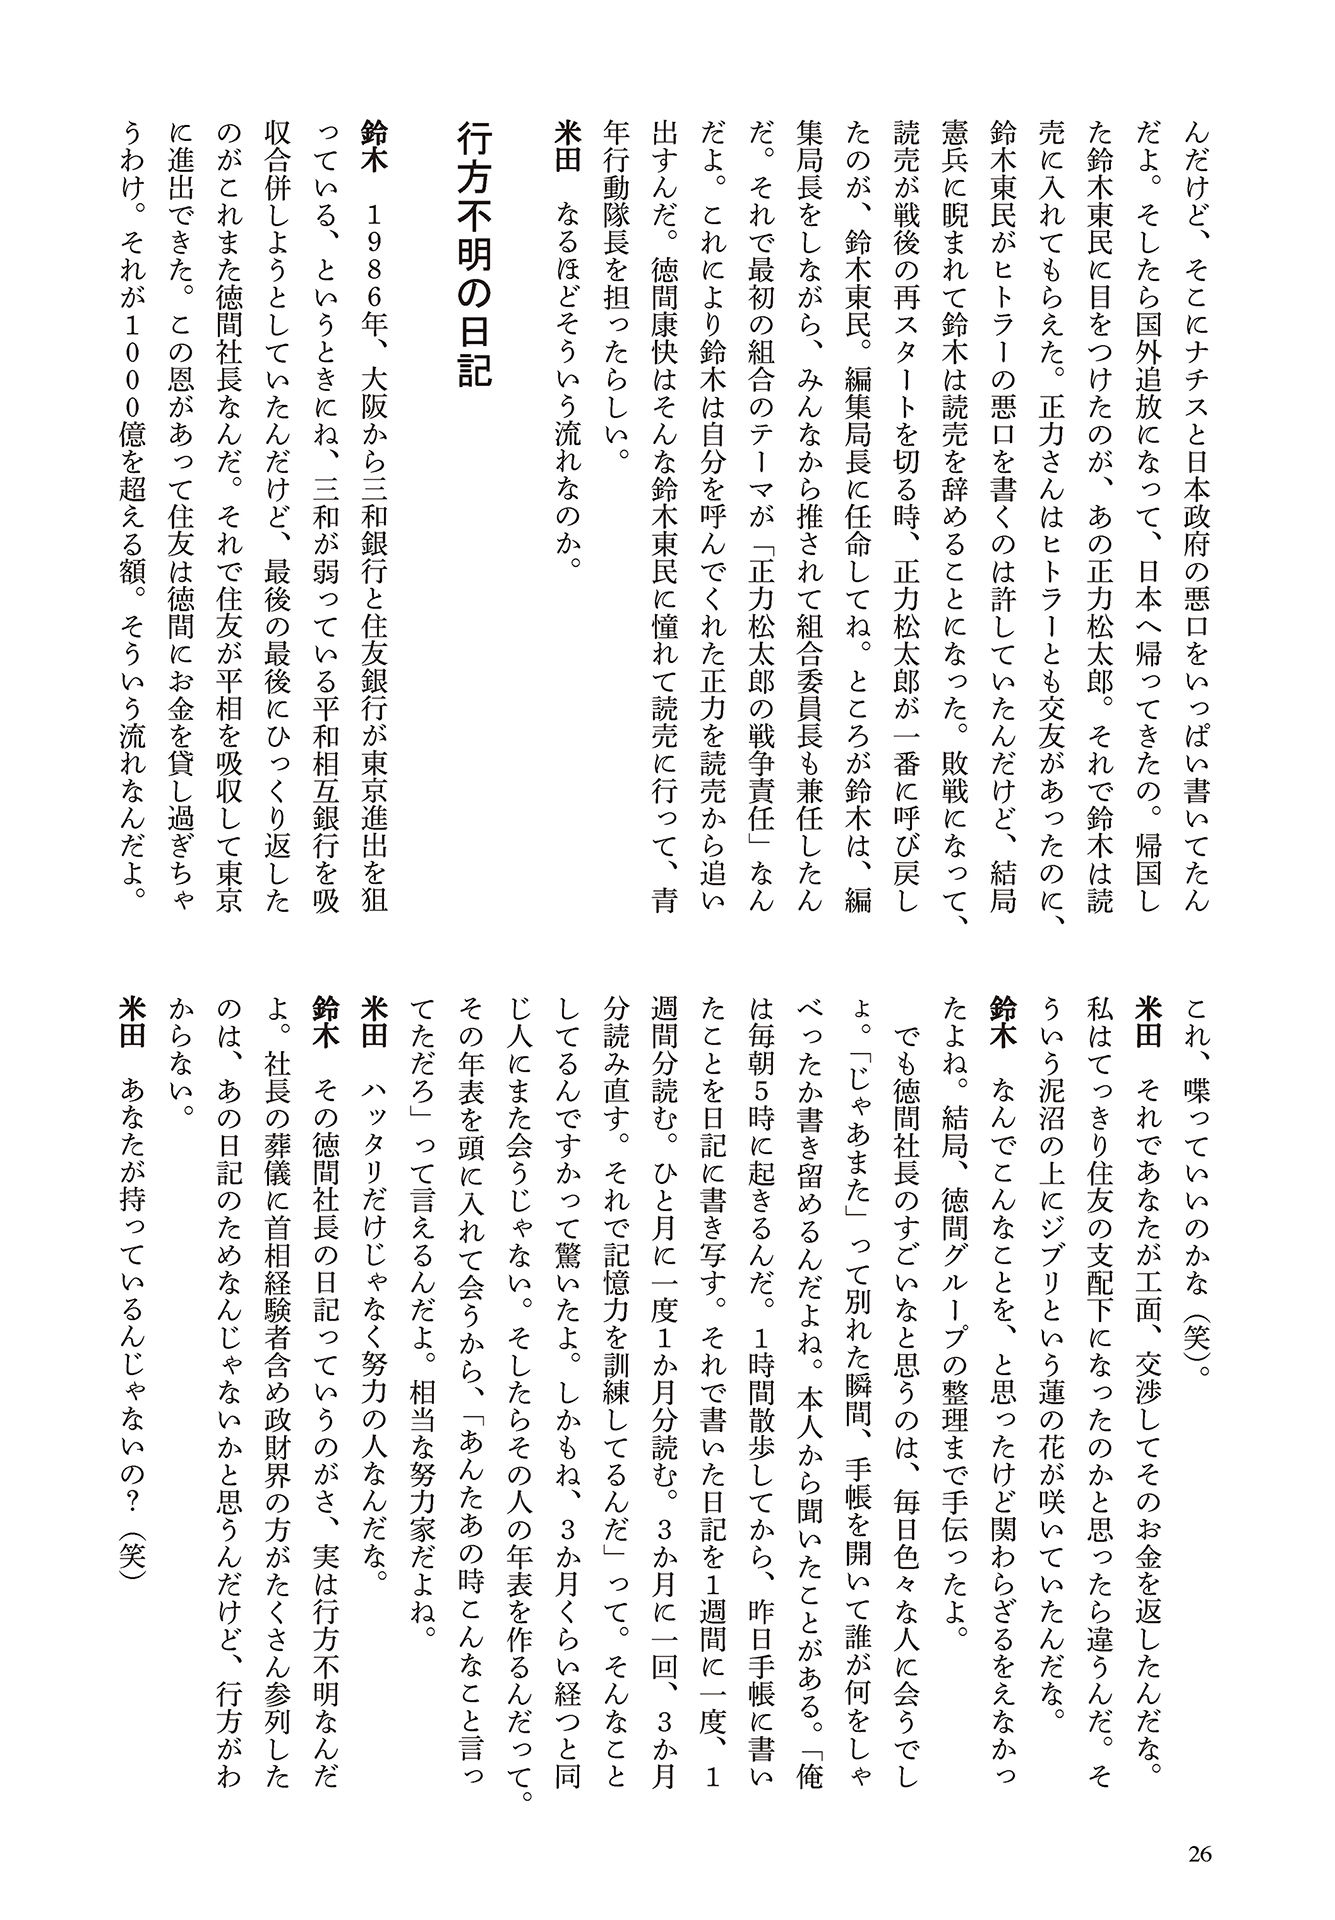 んだけど、そこにナチスと日本政府の悪口をいっぱい書いてたん
だよ。そしたら国外追放になって、日本へ帰ってきたの。帰国し
た鈴木東民に目をつけたのが、あの正力松太郎。それで鈴木は読
売に入れてもらえた。正力さんはヒトラーとも交友があったのに、
鈴木東民がヒトラーの悪口を書くのは許していたんだけど、結局
憲兵に睨まれて鈴木は読売を辞めることになった。敗戦になって、
読売が戦後の再スタートを切る時、正力松太郎が一番に呼び戻し
たのが、鈴木東民。編集局長に任命してね。ところが鈴木は、編
集局長をしながら、みんなから推されて組合委員長も兼任したん
だ。それで最初の組合のテーマが「正力松太郎の戦争責任」なん
だよ。これにより鈴木は自分を呼んでくれた正力を読売から追い
出すんだ。徳間康快はそんな鈴木東民に憧れて読売に行って、青
年行動隊長を担ったらしい。
米田　なるほどそういう流れなのか。
行方不明の日記
鈴木　１９８６年、大阪から三和銀行と住友銀行が東京進出を狙
っている、というときにね、三和が弱っている平和相互銀行を吸
収合併しようとしていたんだけど、最後の最後にひっくり返した
のがこれまた徳間社長なんだ。それで住友が平相を吸収して東京
に進出できた。この恩があって住友は徳間にお金を貸し過ぎちゃ
うわけ。それが１０００億を超える額。そういう流れなんだよ。
これ、喋っていいのかな（笑）。
米田　それであなたが工面、交渉してそのお金を返したんだな。
私はてっきり住友の支配下になったのかと思ったら違うんだ。そ
ういう泥沼の上にジブリという蓮の花が咲いていたんだな。
鈴木　なんでこんなことを、と思ったけど関わらざるをえなかっ
たよね。結局、徳間グループの整理まで手伝ったよ。
　でも徳間社長のすごいなと思うのは、毎日色々な人に会うでし
ょ。「じゃあまた」って別れた瞬間、手帳を開いて誰が何をしゃ
べったか書き留めるんだよね。本人から聞いたことがある。「俺
は毎朝５時に起きるんだ。１時間散歩してから、昨日手帳に書い
たことを日記に書き写す。それで書いた日記を１週間に一度、１
週間分読む。ひと月に一度１か月分読む。３か月に一回、３か月
分読み直す。それで記憶力を訓練してるんだ」って。そんなこと
してるんですかって驚いたよ。しかもね、３か月くらい経つと同
じ人にまた会うじゃない。そしたらその人の年表を作るんだって。
その年表を頭に入れて会うから、「あんたあの時こんなこと言っ
てただろ」って言えるんだよ。相当な努力家だよね。
米田　ハッタリだけじゃなく努力の人なんだな。
鈴木　その徳間社長の日記っていうのがさ、実は行方不明なんだ
よ。社長の葬儀に首相経験者含め政財界の方がたくさん参列した
のは、あの日記のためなんじゃないかと思うんだけど、行方がわ
からない。
米田　あなたが持っているんじゃないの？（笑）
26